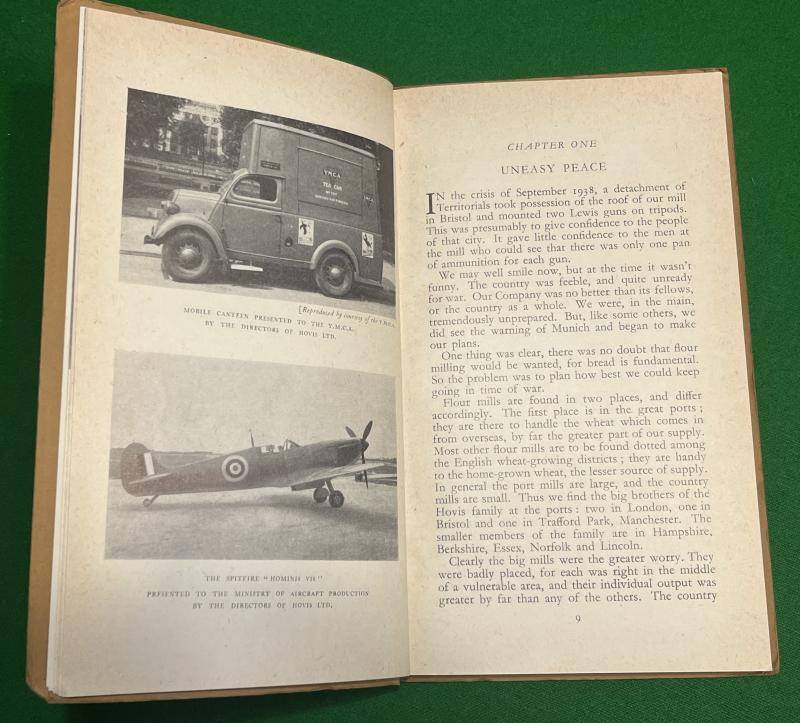 Y.M.C.A.
TEA CAR
[Reproduced by courtesy of the Y.M.C.A.
MOBILE CANTEEN PRESENTED TO THE Y.M.C.A.
BY THE DIRECTORS OF HOVIS LTD.
THE SPITFIRE "HOMINIS VIS"
PRESENTED TO THE MINISTRY OF AIRCRAFT PRODUCTION
BY THE DIRECTORS OF HOVIS LTD.
CHAPTER ONE
UNEASY PEACE
IN the crisis of September 1938, a detachment of
Territorials took possession of the roof of our mill
in Bristol and mounted two Lewis guns on tripods.
This was presumably to give confidence to the people
of that city. It gave little confidence to the men at
the mill who could see that there was only one pan
of ammunition for each gun.
We may well smile now, but at the time it wasn't
funny. The country was feeble, and quite unready
for war. Our Company was no better than its fellows,
or the country as a whole. We were, in the main,
tremendously unprepared. But, like some others, we
did see the warning of Munich and began to make
our plans.
One thing was clear, there was no doubt that flour
milling would be wanted, for bread is fundamental.
So the problem was to plan how best we could keep
going in time of war.
Flour mills are found in two places, and differ
accordingly. The first place is in the great ports ;
they are there to handle the wheat which comes in
from overseas, by far the greater part of our supply.
Most other flour mills are to be found dotted among
the English wheat-growing districts ; they are handy
to the home-grown wheat, the lesser source of supply.
In general the port mills are large, and the country
mills are small. Thus we find the big brothers of the
Hovis family at the ports : two in London, one in
Bristol and one in Trafford Park, Manchester. The
smaller members of the family are in Hampshire,
Berkshire, Essex, Norfolk and Lincoln.
Clearly the big mills were the greater worry. They
were badly placed, for each was right in the middle
of a vulnerable area, and their individual output was
greater by far than any of the others. The country
9